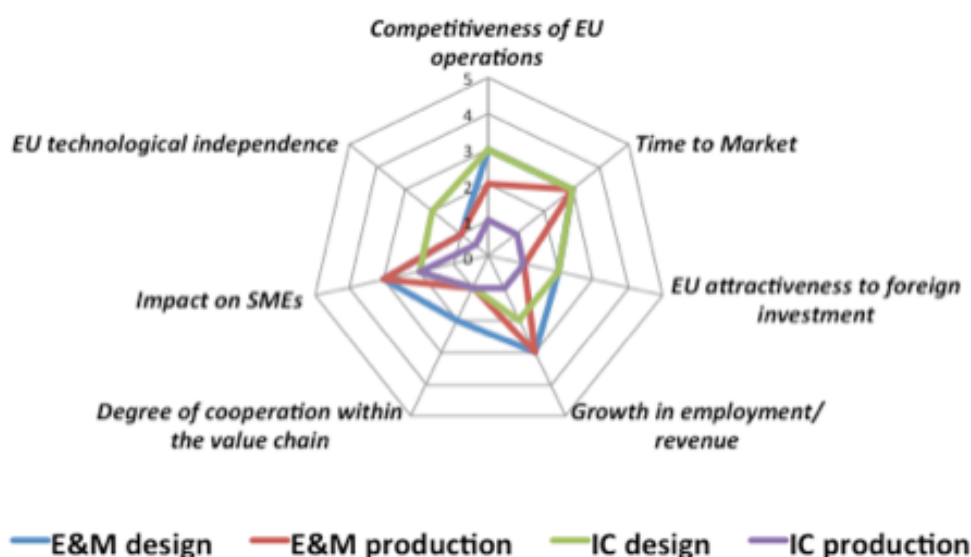 Competitiveness of EU
operations
5
4
3
2
1
0
EU technological independence
Time to Market
Impact on SMEs
EU attractiveness to foreign
investment
Degree of cooperation within
the value chain
Growth in employment/
revenue
E&M design
E&M production
IC design
IC production